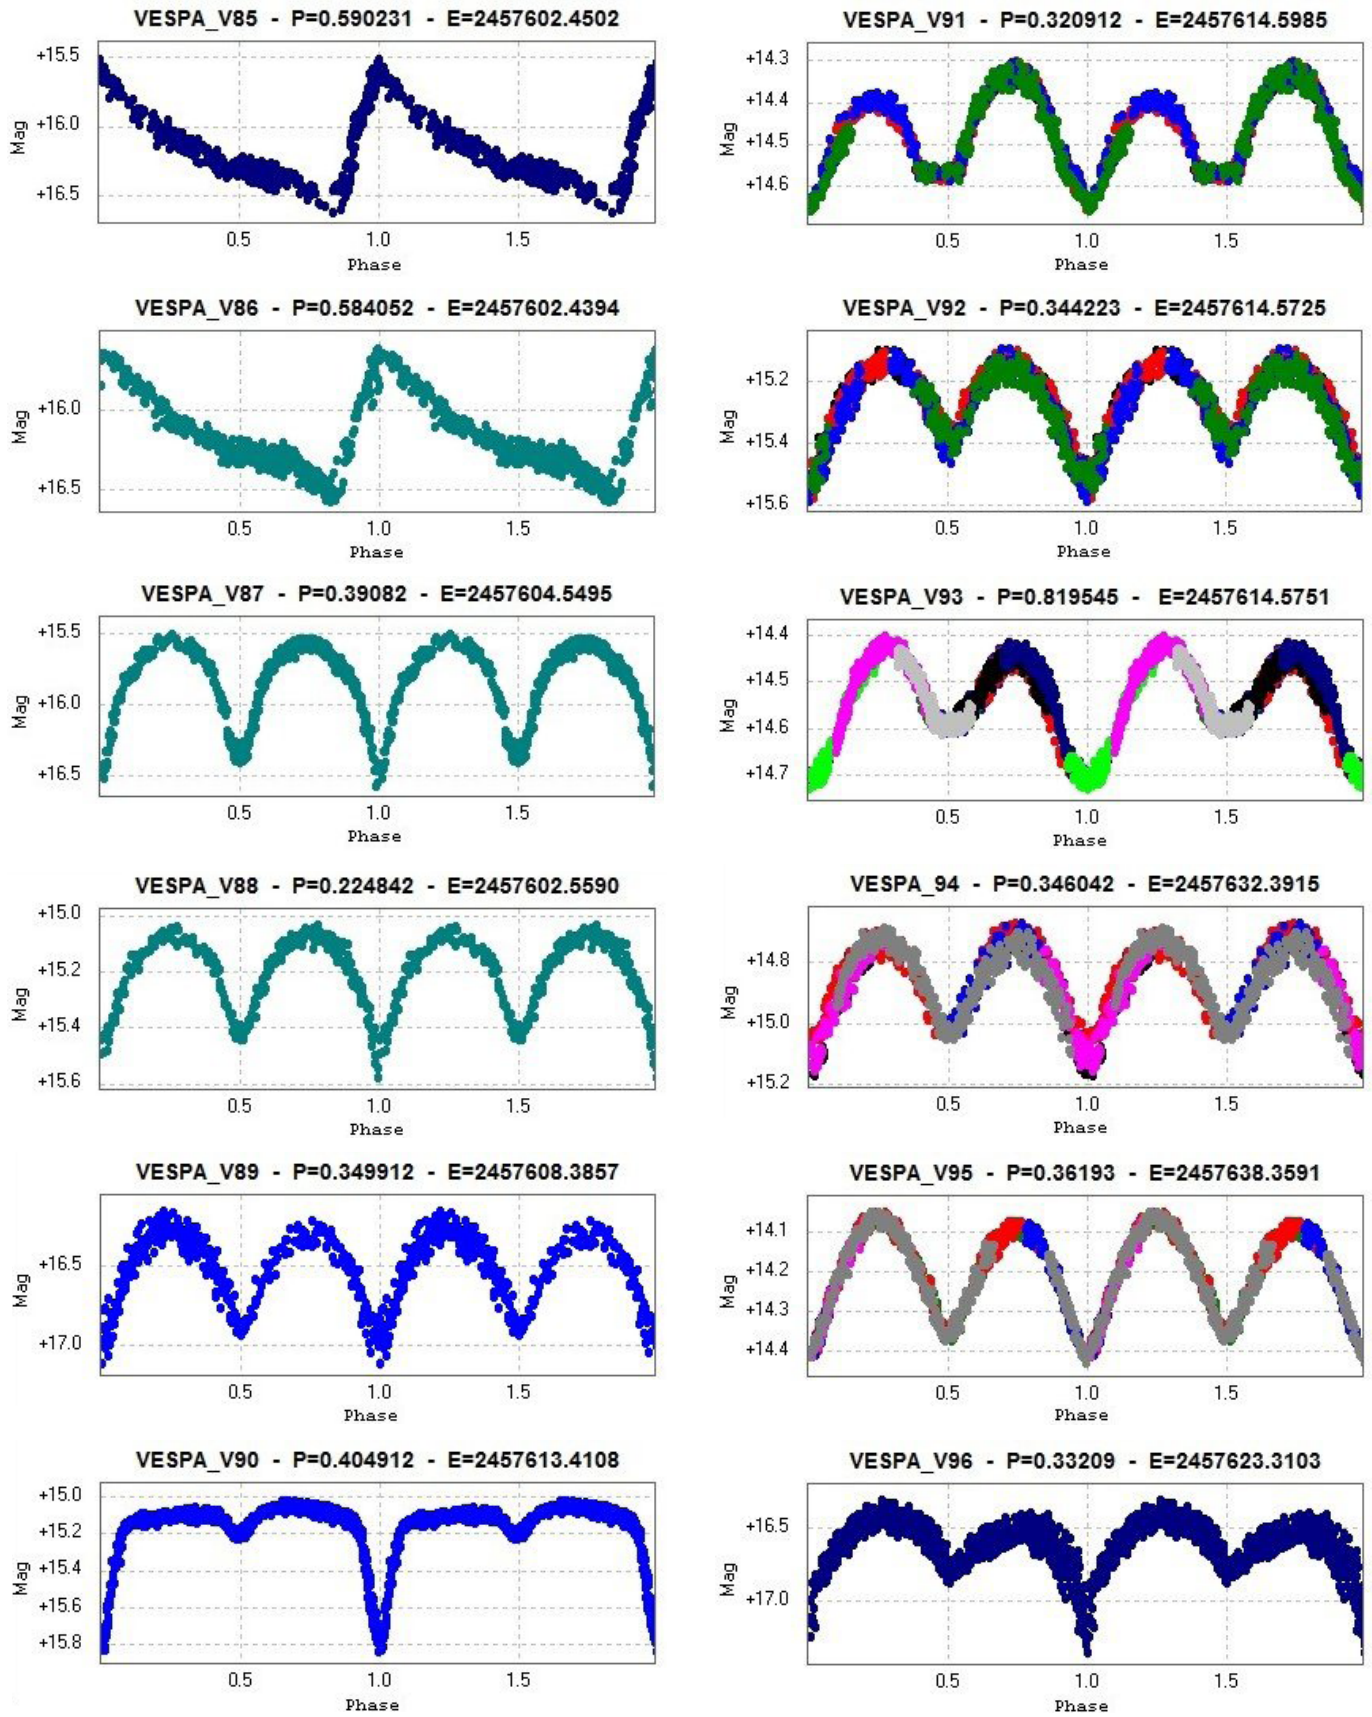 VESPA_V85 - P=0.590231 - E=2457602.4502
+15.5
+16.0
+16.5
Mag
0.5 1.0 1.5
Phase
VESPA_V86 - P=0.584052 - E=2457602.4394
+16.0
+16.5
Mag
0.5 1.0 1.5
Phase
VESPA_V87 - P=0.39082 - E=2457604.5495
+15.5
+16.0
+16.5
Mag
0.5 1.0 1.5
Phase
VESPA_V88 - P=0.224842 - E=2457602.5590
+15.0
+15.2
+15.4
+15.6
Mag
0.5 1.0 1.5
Phase
VESPA_V89 - P=0.349912 - E=2457608.3857
+16.5
+17.0
Mag
0.5 1.0 1.5
Phase
VESPA_V90 - P=0.404912 - E=2457613.4108
+15.0
+15.2
+15.4
+15.6
+15.8
Mag
0.5 1.0 1.5
Phase
VESPA_V91 - P=0.320912 - E=2457614.5985
+14.3
+14.4
+14.5
+14.6
Mag
0.5 1.0 1.5
Phase
VESPA_V92 - P=0.344223 - E=2457614.5725
+15.2
+15.4
+15.6
Mag
0.5 1.0 1.5
Phase
VESPA_V93 - P=0.819545 - E=2457614.5751
+14.4
+14.5
+14.6
+14.7
Mag
0.5 1.0 1.5
Phase
VESPA_94 - P=0.346042 - E=2457632.3915
+14.8
+15.0
+15.2
Mag
0.5 1.0 1.5
Phase
VESPA_V95 - P=0.36193 - E=2457638.3591
+14.1
+14.2
+14.3
+14.4
Mag
0.5 1.0 1.5
Phase
VESPA_V96 - P=0.33209 - E=2457623.3103
+16.5
+17.0
Mag
0.5 1.0 1.5
Phase